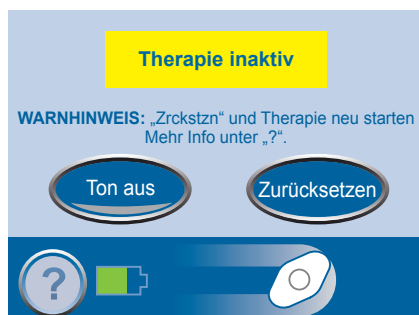 Therapie inaktiv
WARNHINWEIS: „Zrckstzn“ und Therapie neu starten
Mehr Info unter „?“.
Ton aus
Zurücksetzen
?